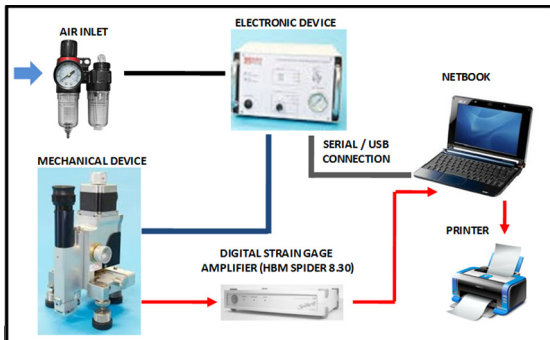 AIR INLET
ELECTRONIC DEVICE
NETBOOK
SERIAL / USB
CONNECTION
MECHANICAL DEVICE
DIGITAL STRAIN GAGE
AMPLIFIER (HBM SPIDER 8.30)
PRINTER